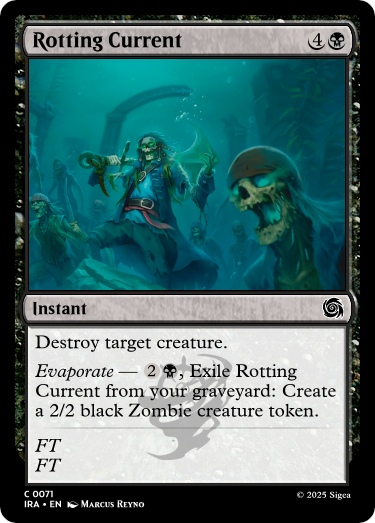 Rotting Current 4
Instant
Destroy target creature.
Evaporate — 2, Exile Rotting
Current from your graveyard: Create
a 2/2 black Zombie creature token.
FT
FT
C 0071
IRA • EN Marcus Reyno
© 2025 Sigea